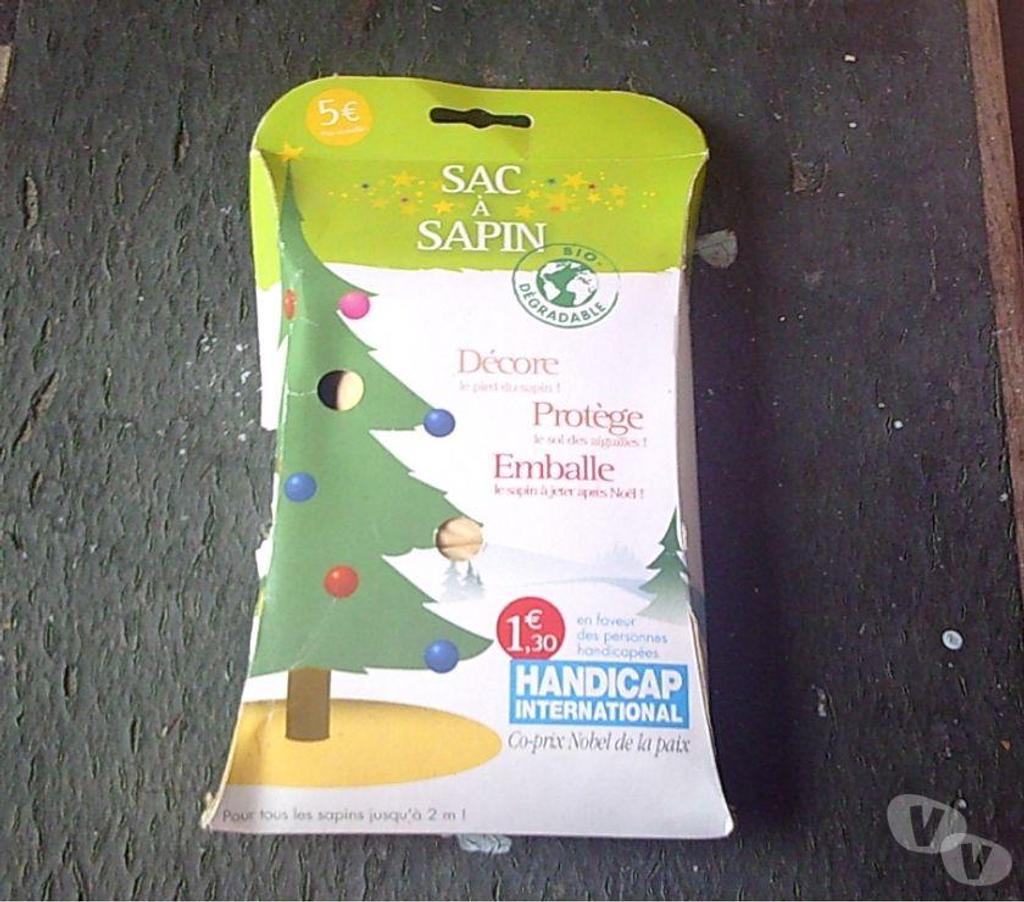 5€
SAC
À
SAPIN
BIO-
DÉGRADABLE
Décore
le pied du sapin !
Protège
le sol des aiguilles !
Emballe
le sapin à jeter après Noël !
1€,30
en faveur
des personnes
handicapées
HANDICAP
INTERNATIONAL
Co-prix Nobel de la paix
Pour tous les sapins jusqu'à 2 m !
VV